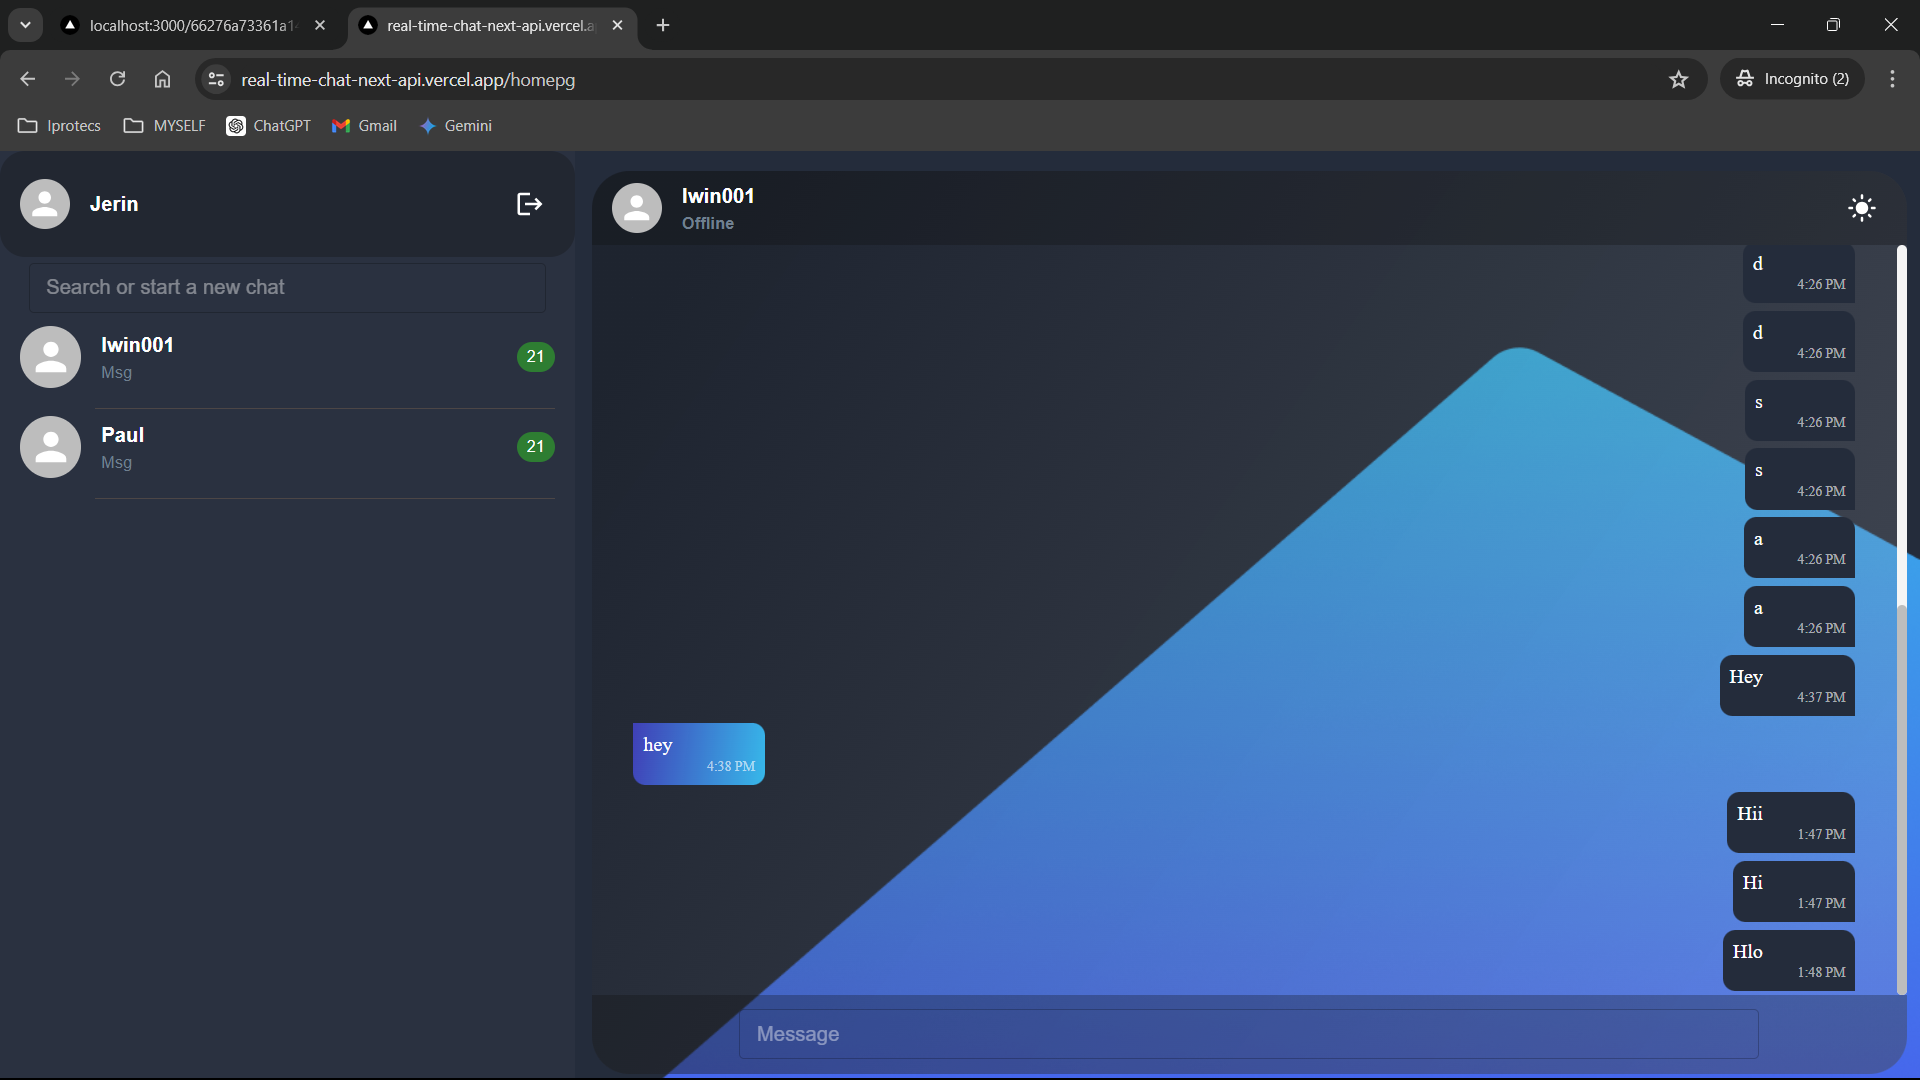 localhost:3000/66276a73361a1
real-time-chat-next-api.vercel.a
real-time-chat-next-api.vercel.app/homepg
Incognito (2)
Iprotecs
MYSELF
ChatGPT
Gmail
Gemini
Jerin
Search or start a new chat
Iwin001
Msg
21
Paul
Msg
21
Iwin001
Offline
d
4:26 PM
d
4:26 PM
s
4:26 PM
s
4:26 PM
a
4:26 PM
a
4:26 PM
Hey
4:37 PM
hey
4:38 PM
Hii
1:47 PM
Hi
1:47 PM
Hlo
1:48 PM
Message